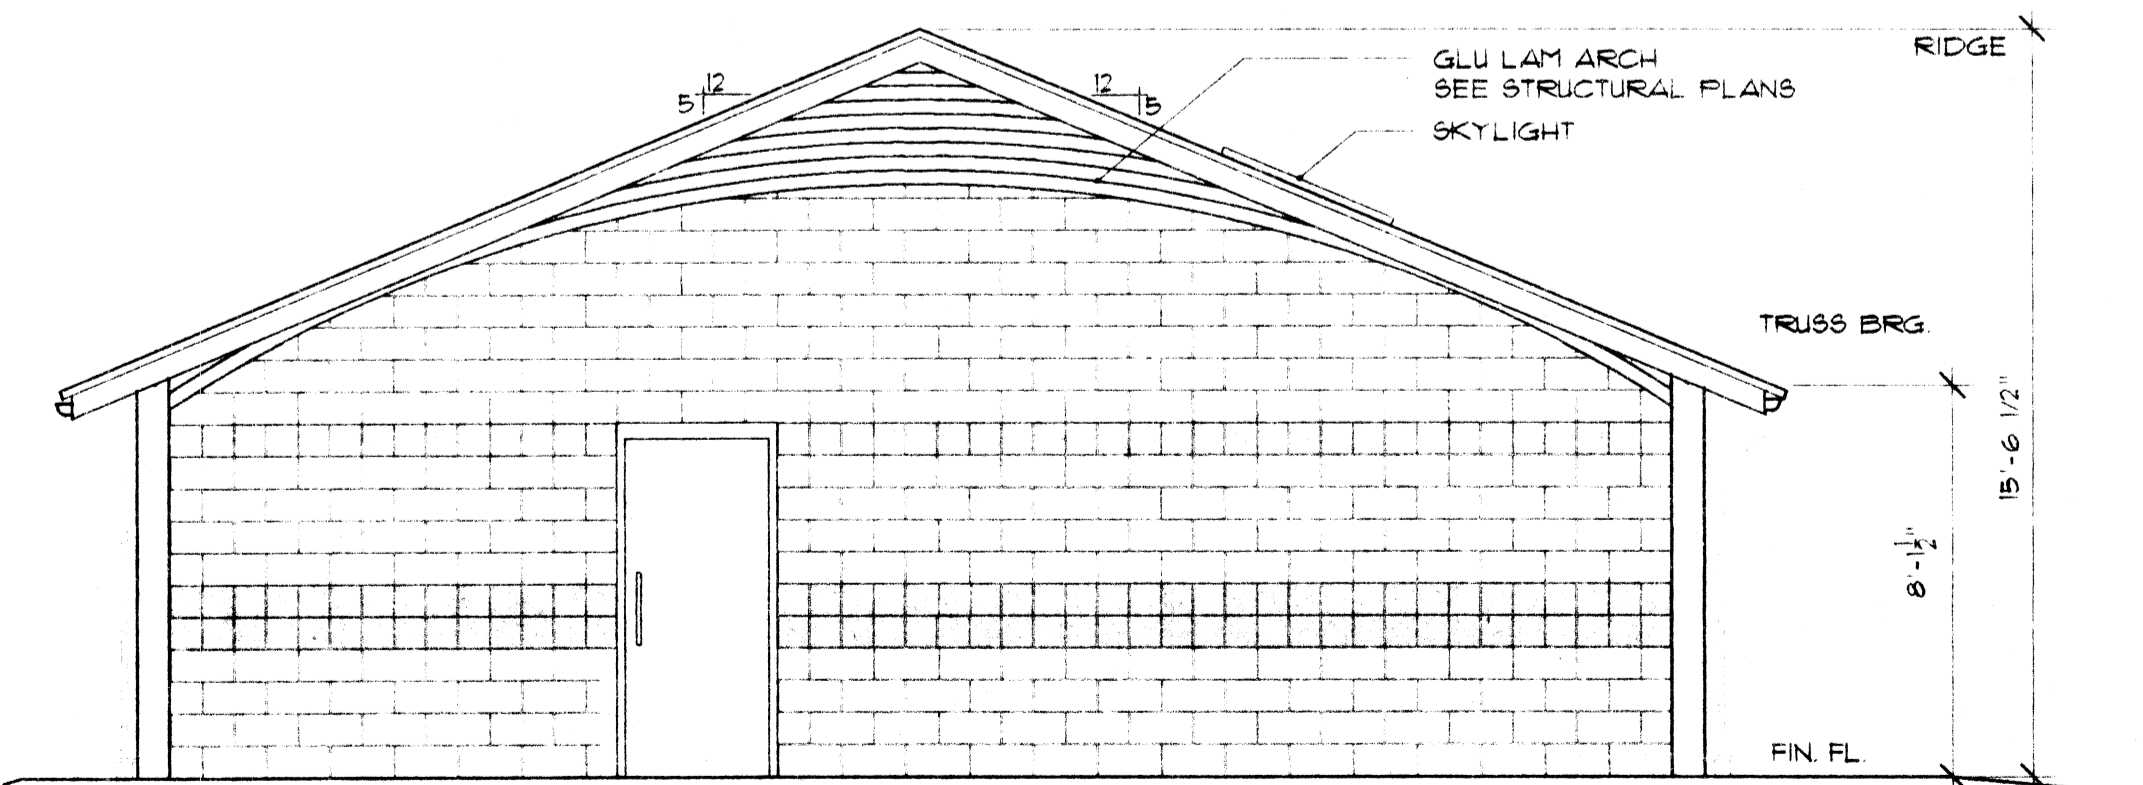 RIDGE
GLU LAM ARCH
SEE STRUCTURAL PLANS
12
5
12
5
SKYLIGHT
TRUSS BRG.
15'-6 1/2"
8'-1 1/2"
FIN. FL.